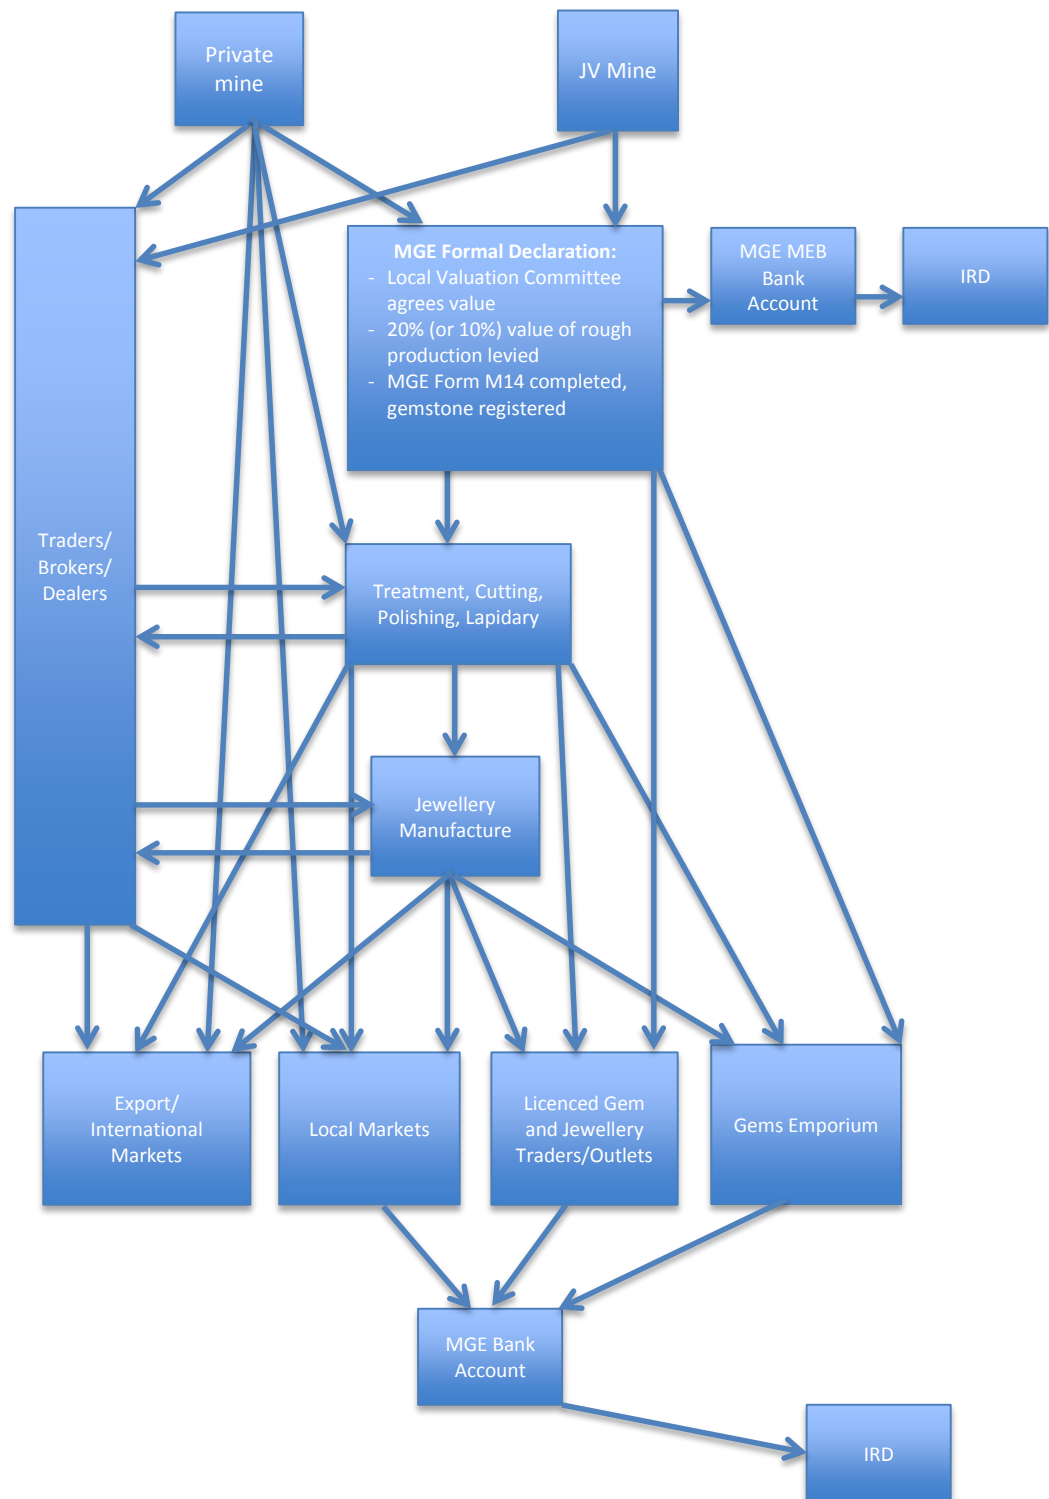 Private
mine
JV Mine
MGE Formal Declaration:
- Local Valuation Committee
agrees value
- 20% (or 10%) value of rough
production levied
- MGE Form M14 completed,
gemstone registered
MGE MEB
Bank
Account
IRD
Traders/
Brokers/
Dealers
Treatment, Cutting,
Polishing, Lapidary
Jewellery
Manufacture
Export/
International
Markets
Local Markets
Licenced Gem
and Jewellery
Traders/Outlets
Gems Emporium
MGE Bank
Account
IRD